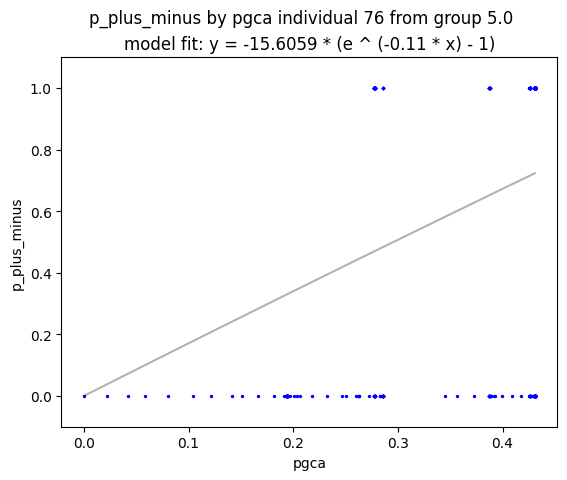 p_plus_minus by pgca individual 76 from group 5.0
model fit: y = -15.6059 * (e ^ (-0.11 * x) - 1)
1.0
0.8
0.6
0.4
0.2
0.0
p_plus_minus
0.0 0.1 0.2 0.3 0.4
pgca